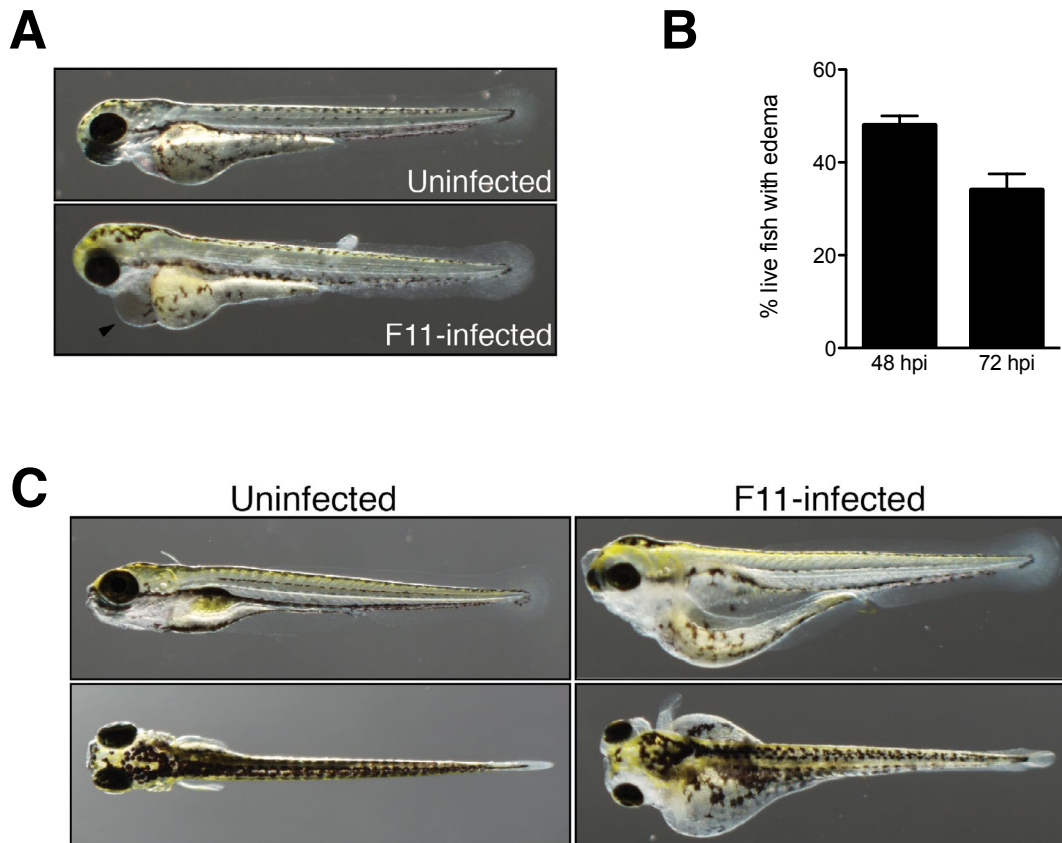 A
Uninfected
F11-infected
B
% live fish with edema
60
40
20
0
48 hpi
72 hpi
C
Uninfected
F11-infected